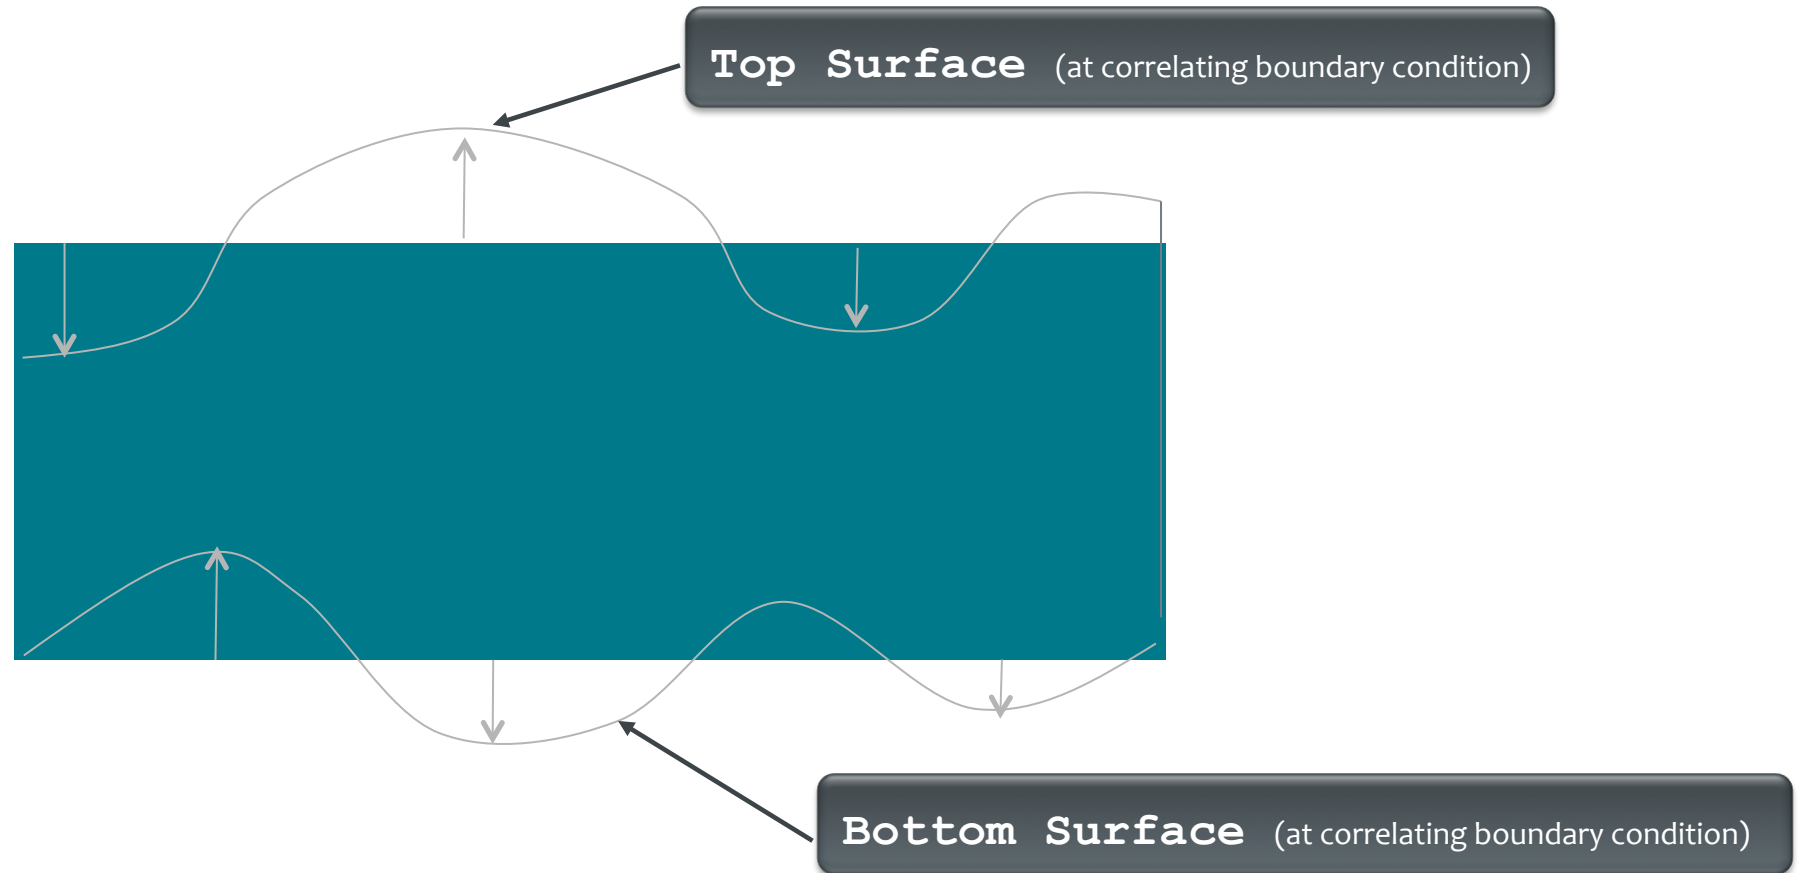 Top Surface (at correlating boundary condition)
Bottom Surface (at correlating boundary condition)